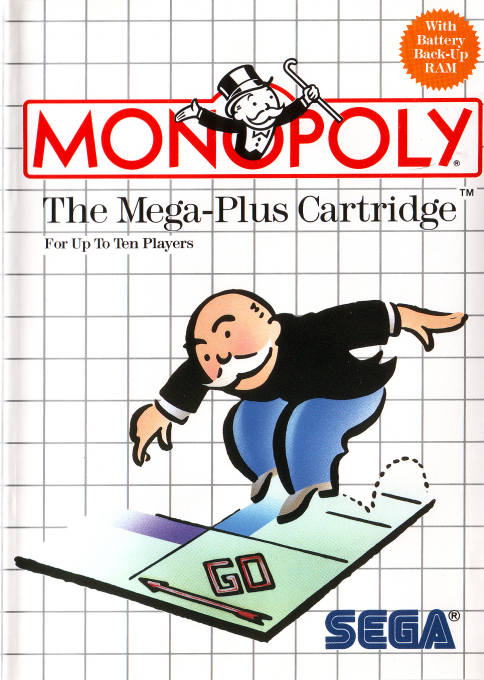 With
Battery
Back-Up
RAM
MONOPOLY®
The Mega-Plus Cartridge™
For Up To Ten Players
GO
SEGA®